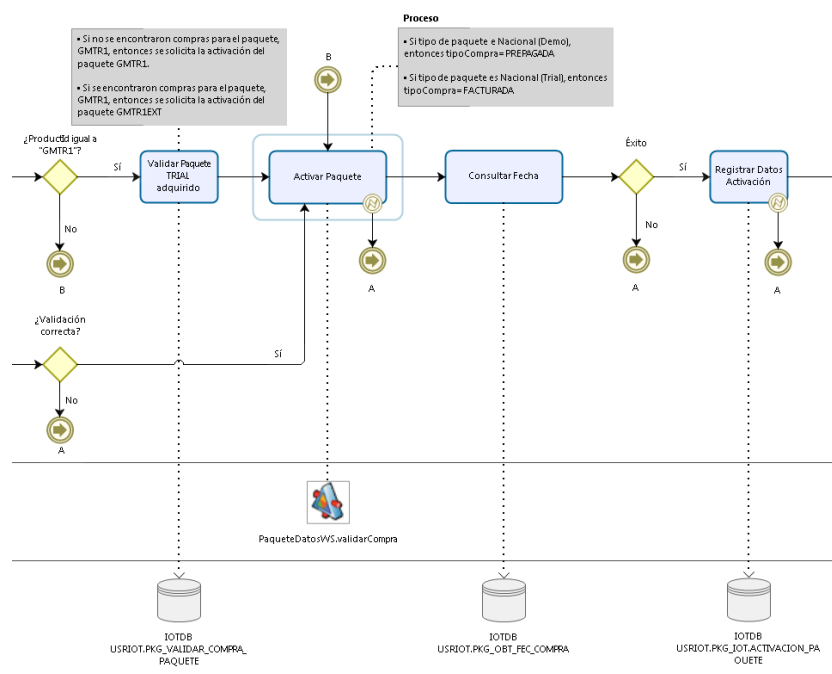 Proceso
• Si no se encontraron compras para el paquete,
GMTR1, entonces se solicita la activación del
paquete GMTR1.
• Si se encontraron compras para el paquete,
GMTR1, entonces se solicita la activación del
paquete GMTR1EXT
• Si tipo de paquete e Nacional (Demo),
entonces tipoCompra= PREPAGADA
• Si tipo de paquete es Nacional (Trial), entonces
tipoCompra= FACTURADA
B
¿ProductId igual a
"GMTR1"?
Sí
Validar Paquete
TRIAL
adquirido
Activar Paquete
Consultar Fecha
Éxito
Sí
Registrar Datos
Activación
No
B
A
No
A
A
¿Validación
correcta?
Sí
No
A
PaqueteDatosWS.validarCompra
IOTDB
USRIOT.PKG_VALIDAR_COMPRA_
PAQUETE
IOTDB
USRIOT.PKG_OBT_FEC_COMPRA
IOTDB
USRIOT.PKG_IOT.ACTIVACION_PA
QUETE